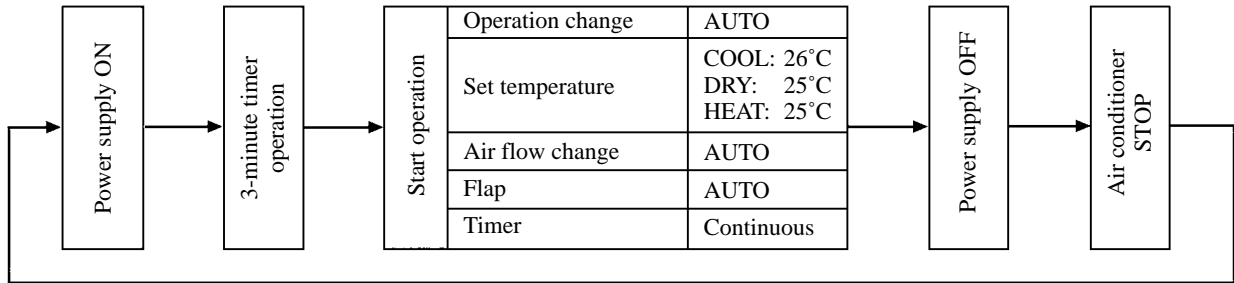 Power supply ON
3-minute timer
operation
Start operation
Operation change
AUTO
Set temperature
COOL: 26˚C
DRY: 25˚C
HEAT: 25˚C
Air flow change
AUTO
Flap
AUTO
Timer
Continuous
Power supply OFF
Air conditioner
STOP